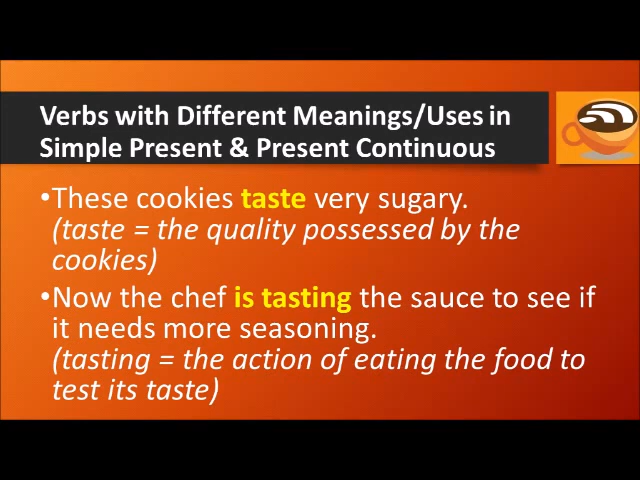 Verbs with Different Meanings/Uses in
Simple Present & Present Continuous
•These cookies taste very sugary.
(taste = the quality possessed by the
cookies)
•Now the chef is tasting the sauce to see if
it needs more seasoning.
(tasting = the action of eating the food to
test its taste)